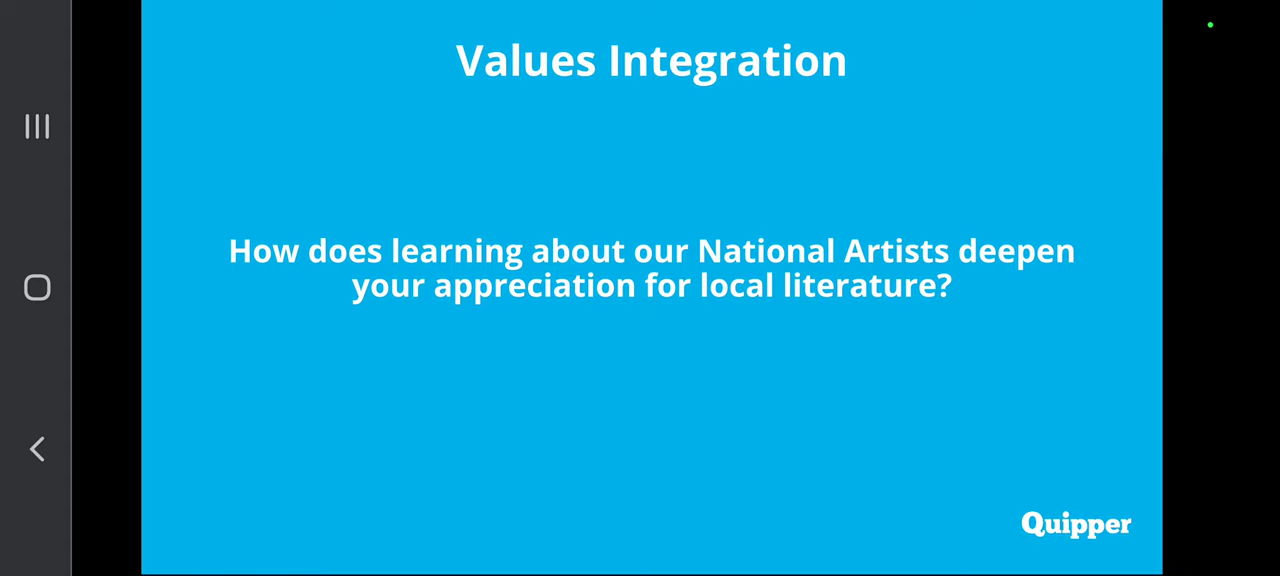 Values Integration
How does learning about our National Artists deepen
your appreciation for local literature?
Quipper